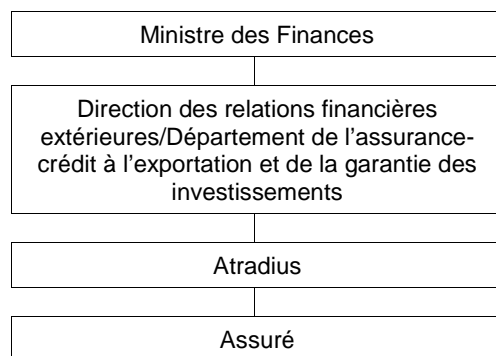 Ministre des Finances
Direction des relations financières
extérieures/Département de l'assurance-
crédit à l'exportation et de la garantie des
investissements
Atradius
Assuré